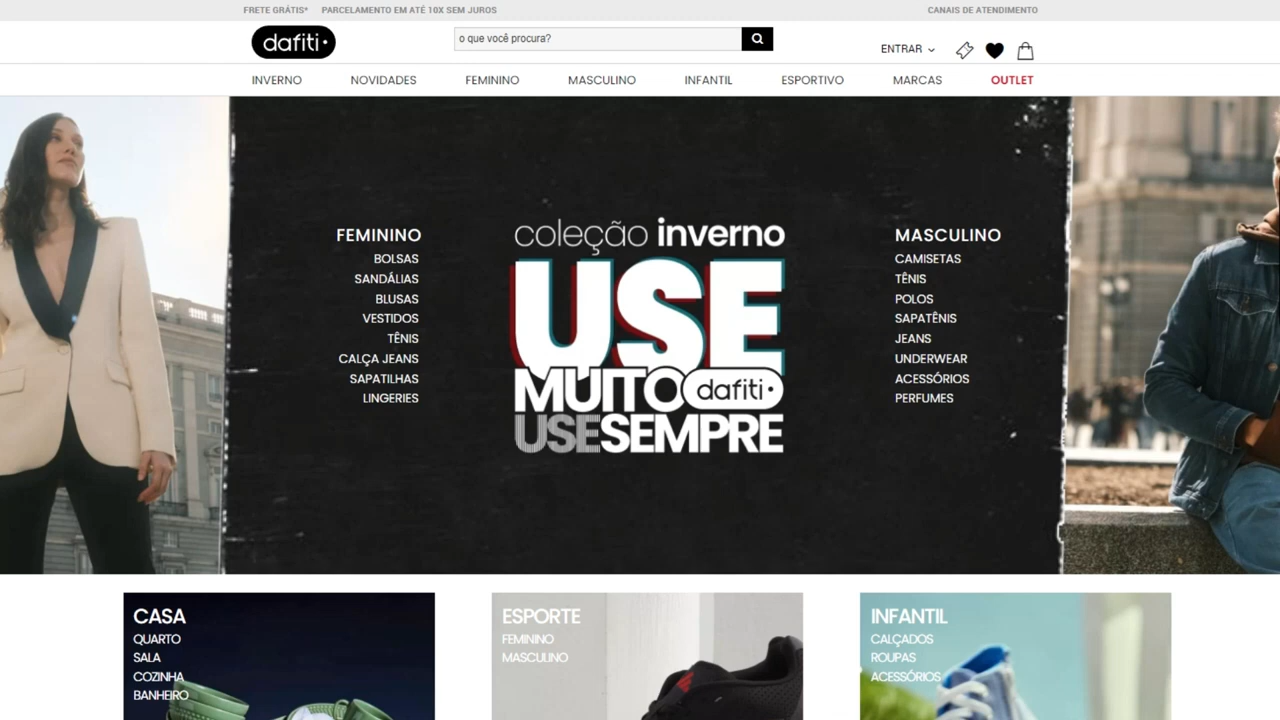 FRETE GRÁTIS* PARCELAMENTO EM ATÉ 10X SEM JUROS CANAIS DE ATENDIMENTO
dafiti
o que você procura?
ENTRAR
INVERNO NOVIDADES FEMININO MASCULINO INFANTIL ESPORTIVO MARCAS OUTLET
FEMININO
BOLSAS
SANDÁLIAS
BLUSAS
VESTIDOS
TÊNIS
CALÇA JEANS
SAPATILHAS
LINGERIES
coleção inverno
USE
MUITO dafiti
USE SEMPRE
MASCULINO
CAMISETAS
TÊNIS
POLOS
SAPATÊNIS
JEANS
UNDERWEAR
ACESSÓRIOS
PERFUMES
CASA
QUARTO
SALA
COZINHA
BANHEIRO
ESPORTE
FEMININO
MASCULINO
INFANTIL
CALÇADOS
ROUPAS
ACESSÓRIOS